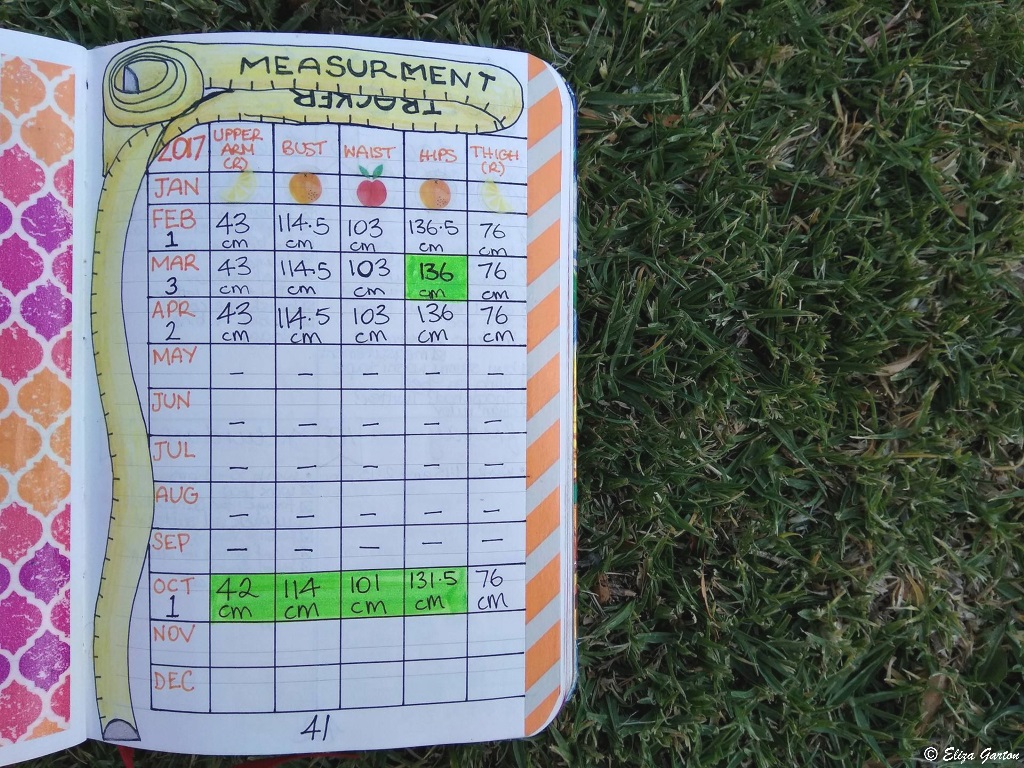 MEASURMENT
TRACKER
2017 UPPER ARM (R) BUST WAIST HIPS THIGH (R)
JAN
FEB 1 43 cm 114.5 cm 103 cm 136.5 cm 76 cm
MAR 3 43 cm 114.5 cm 103 cm 136 cm 76 cm
APR 2 43 cm 114.5 cm 103 cm 136 cm 76 cm
MAY – – – – –
JUN – – – – –
JUL – – – – –
AUG – – – – –
SEP – – – – –
OCT 1 42 cm 114 cm 101 cm 131.5 cm 76 cm
NOV
DEC
41
© Eliza Garton